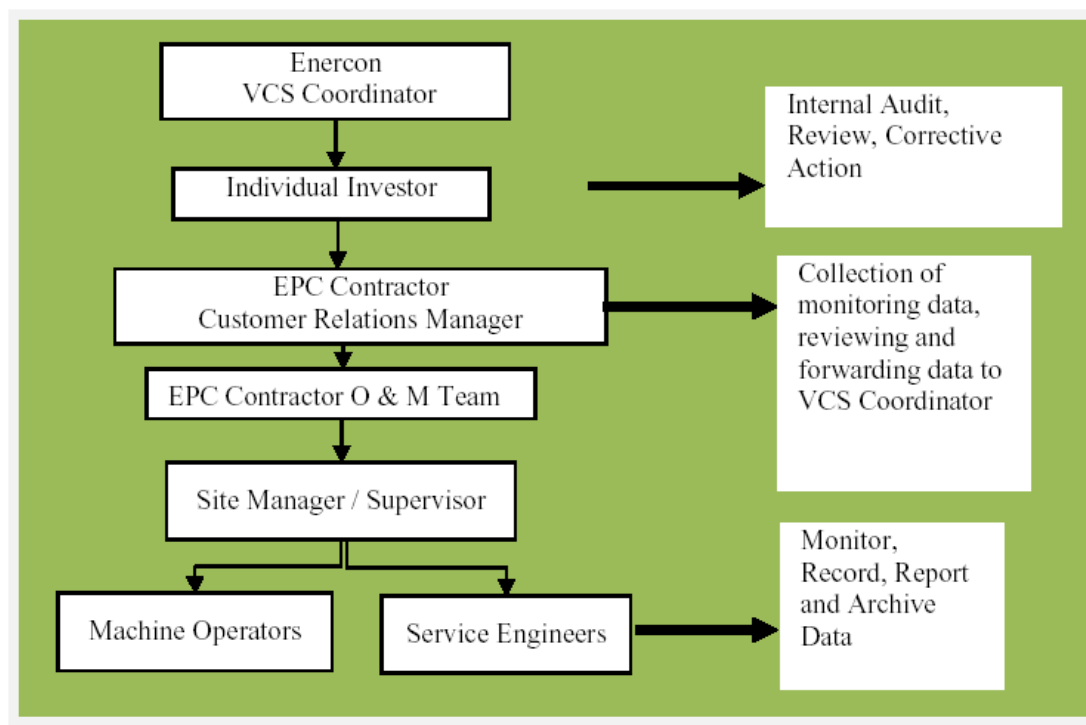 Enercon
VCS Coordinator
Individual Investor
EPC Contractor
Customer Relations Manager
EPC Contractor O & M Team
Site Manager / Supervisor
Machine Operators
Service Engineers
Internal Audit,
Review, Corrective
Action
Collection of
monitoring data,
reviewing and
forwarding data to
VCS Coordinator
Monitor,
Record, Report
and Archive
Data